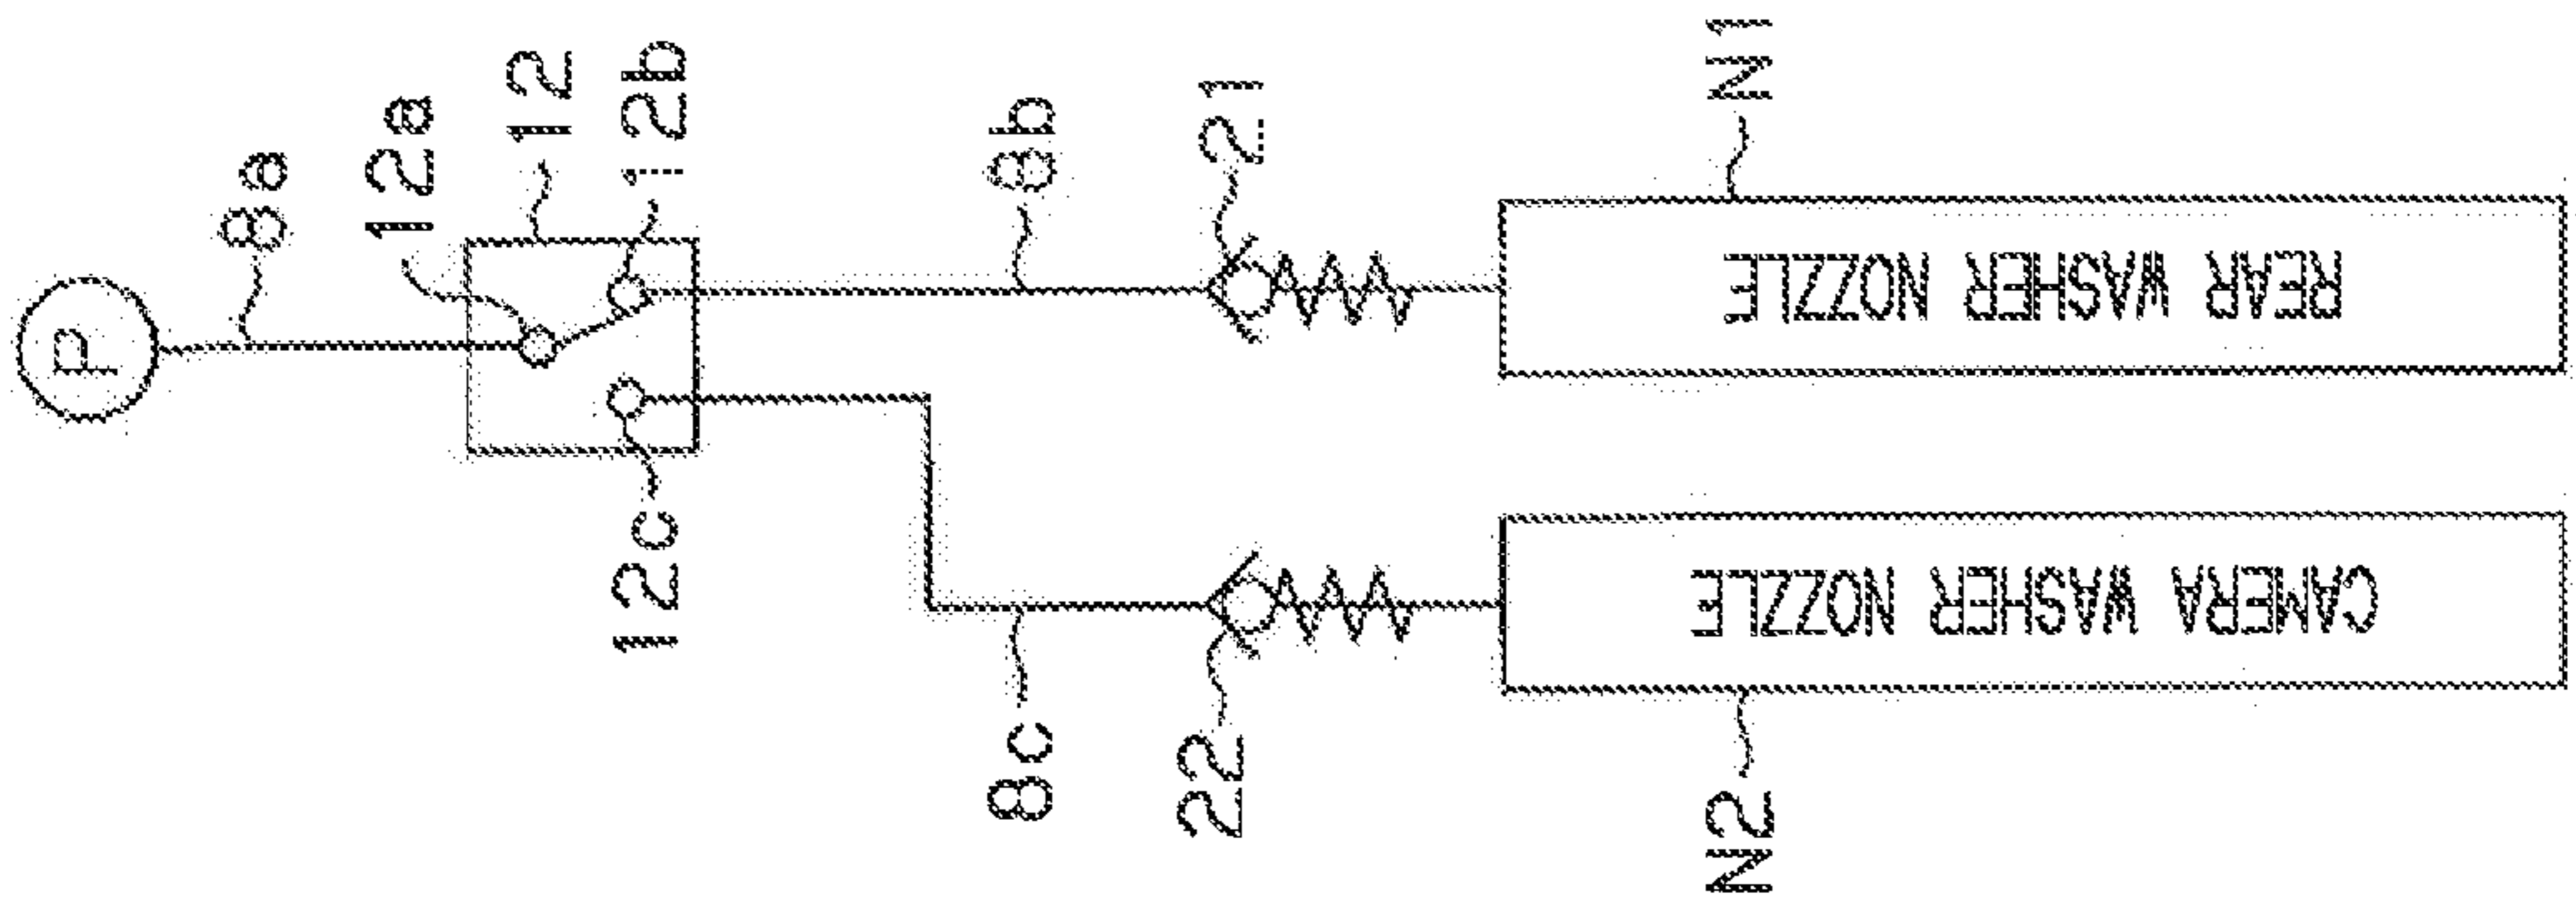 P
8a
12a
12
12b
12c
8b
8c
21
22
N1
REAR WASHER NOZZLE
N2
CAMERA WASHER NOZZLE